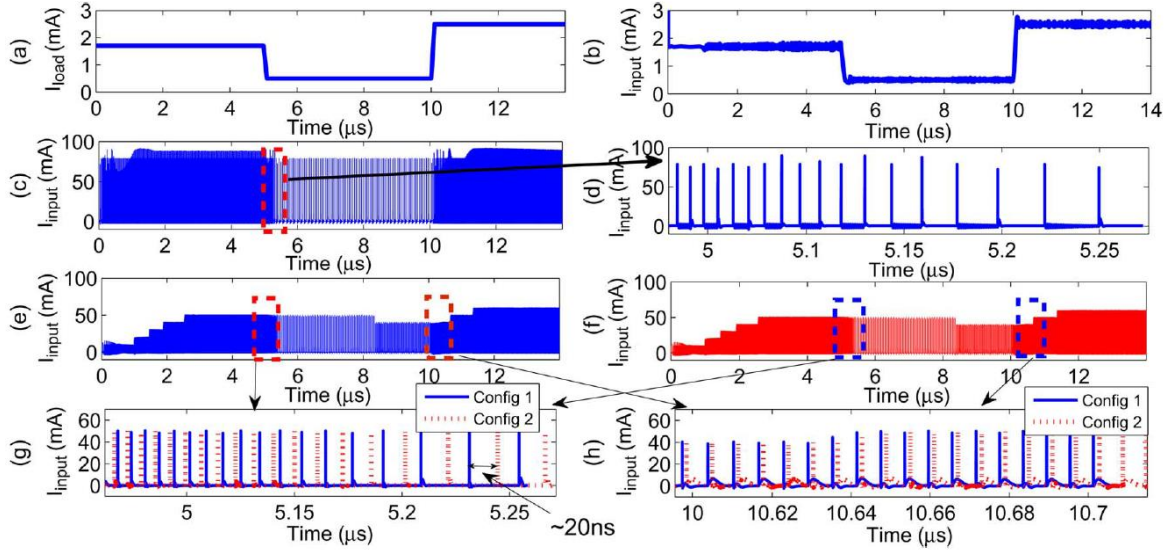 (a) I_load (mA)
3
2
1
0
0 2 4 6 8 10 12
Time (μs)
(b) I_input (mA)
3
2
1
0
0 2 4 6 8 10 12 14
Time (μs)
(c) I_input (mA)
100
50
0
0 2 4 6 8 10 12
Time (μs)
(d) I_input (mA)
100
50
0
5 5.1 5.15 5.2 5.25
Time (μs)
(e) I_input (mA)
100
50
0
0 2 4 6 8 10 12
Time (μs)
(f) I_input (mA)
100
50
0
0 2 4 6 8 10 12
Time (μs)
(g) I_input (mA)
60
40
20
0
Config 1
Config 2
5 5.15 5.2 5.25
Time (μs)
~20ns
(h) I_input (mA)
60
40
20
0
Config 1
Config 2
10 10.62 10.64 10.66 10.68 10.7
Time (μs)